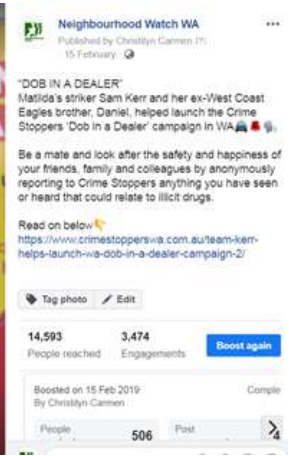 Neighbourhood Watch WA
Published by Christilyn Carmen
15 February
"DOB IN A DEALER"
Matilda's striker Sam Kerr and her ex-West Coast
Eagles brother, Daniel, helped launch the Crime
Stoppers 'Dob in a Dealer' campaign in WA
Be a mate and look after the safety and happiness of
your friends, family and colleagues by anonymously
reporting to Crime Stoppers anything you have seen
or heard that could relate to illicit drugs.
Read on below
https://www.crimestopperswa.com.au/team-kerr-
helps-launch-wa-dob-in-a-dealer-campaign-2/
Tag photo Edit
14,593 3,474 Boost again
People reached Engagements
Boosted on 15 Feb 2019 Comple
By Christilyn Carmen
People 506 Post 4